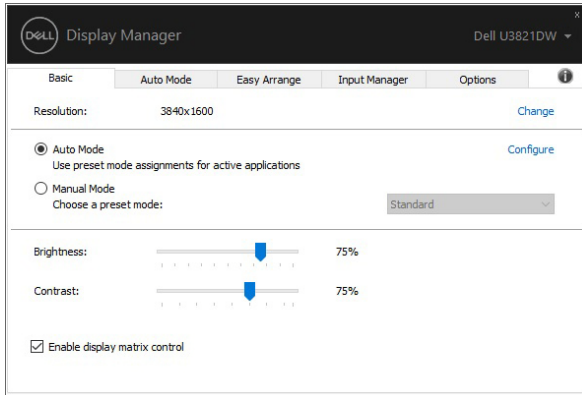 x
DELL Display Manager Dell U3821DW
Basic Auto Mode Easy Arrange Input Manager Options i
Resolution: 3840x1600 Change
Auto Mode Configure
Use preset mode assignments for active applications
Manual Mode
Choose a preset mode: Standard
Brightness: 75%
Contrast: 75%
Enable display matrix control